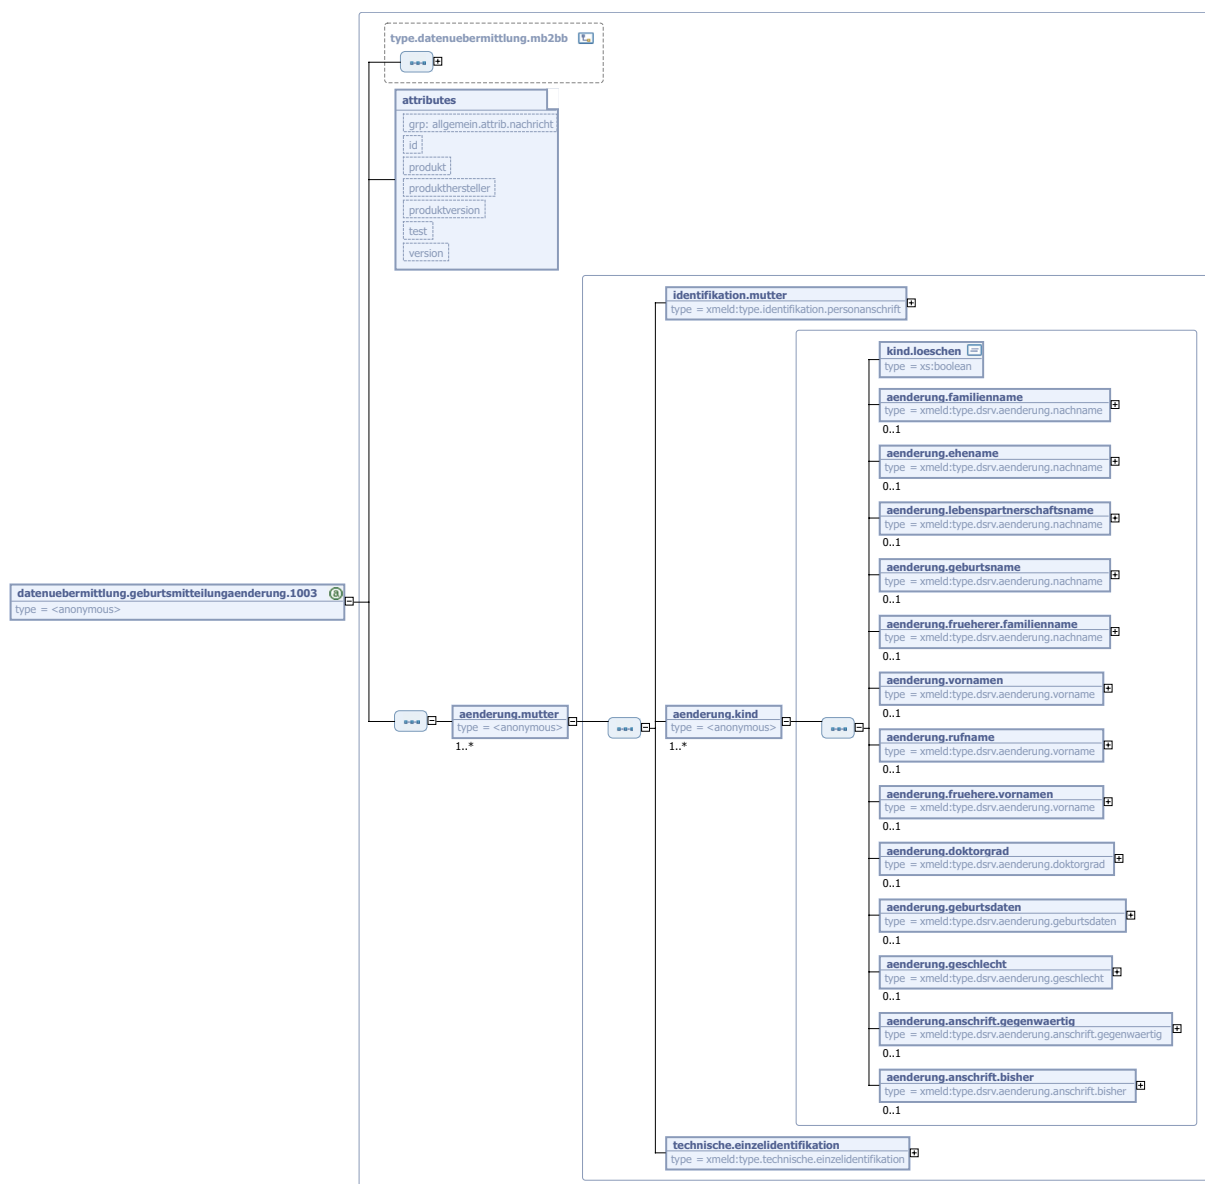 type.datenuebermittlung.mb2bb
attributes
grp: allgemein.attrib.nachricht
id
produkt
produkthersteller
produktversion
test
version
identifikation.mutter
type = xmeld:type.identifikation.personanschrift
kind.loeschen
type = xs:boolean
aenderung.familienname
type = xmeld:type.dsrv.aenderung.nachname
0..1
aenderung.ehename
type = xmeld:type.dsrv.aenderung.nachname
0..1
aenderung.lebenspartnerschaftsname
type = xmeld:type.dsrv.aenderung.nachname
0..1
aenderung.geburtsname
type = xmeld:type.dsrv.aenderung.nachname
0..1
datenuebermittlung.geburtsmitteilungaenderung.1003 a
type = <anonymous>
aenderung.frueherer.familienname
type = xmeld:type.dsrv.aenderung.nachname
0..1
aenderung.vornamen
type = xmeld:type.dsrv.aenderung.vorname
0..1
aenderung.mutter
type = <anonymous>
1..*
aenderung.kind
type = <anonymous>
1..*
aenderung.rufname
type = xmeld:type.dsrv.aenderung.vorname
0..1
aenderung.fruehere.vornamen
type = xmeld:type.dsrv.aenderung.vorname
0..1
aenderung.doktorgrad
type = xmeld:type.dsrv.aenderung.doktorgrad
0..1
aenderung.geburtsdaten
type = xmeld:type.dsrv.aenderung.geburtsdaten
0..1
aenderung.geschlecht
type = xmeld:type.dsrv.aenderung.geschlecht
0..1
aenderung.anschrift.gegenwaertig
type = xmeld:type.dsrv.aenderung.anschrift.gegenwaertig
0..1
aenderung.anschrift.bisher
type = xmeld:type.dsrv.aenderung.anschrift.bisher
0..1
technische.einzelidentifikation
type = xmeld:type.technische.einzelidentifikation